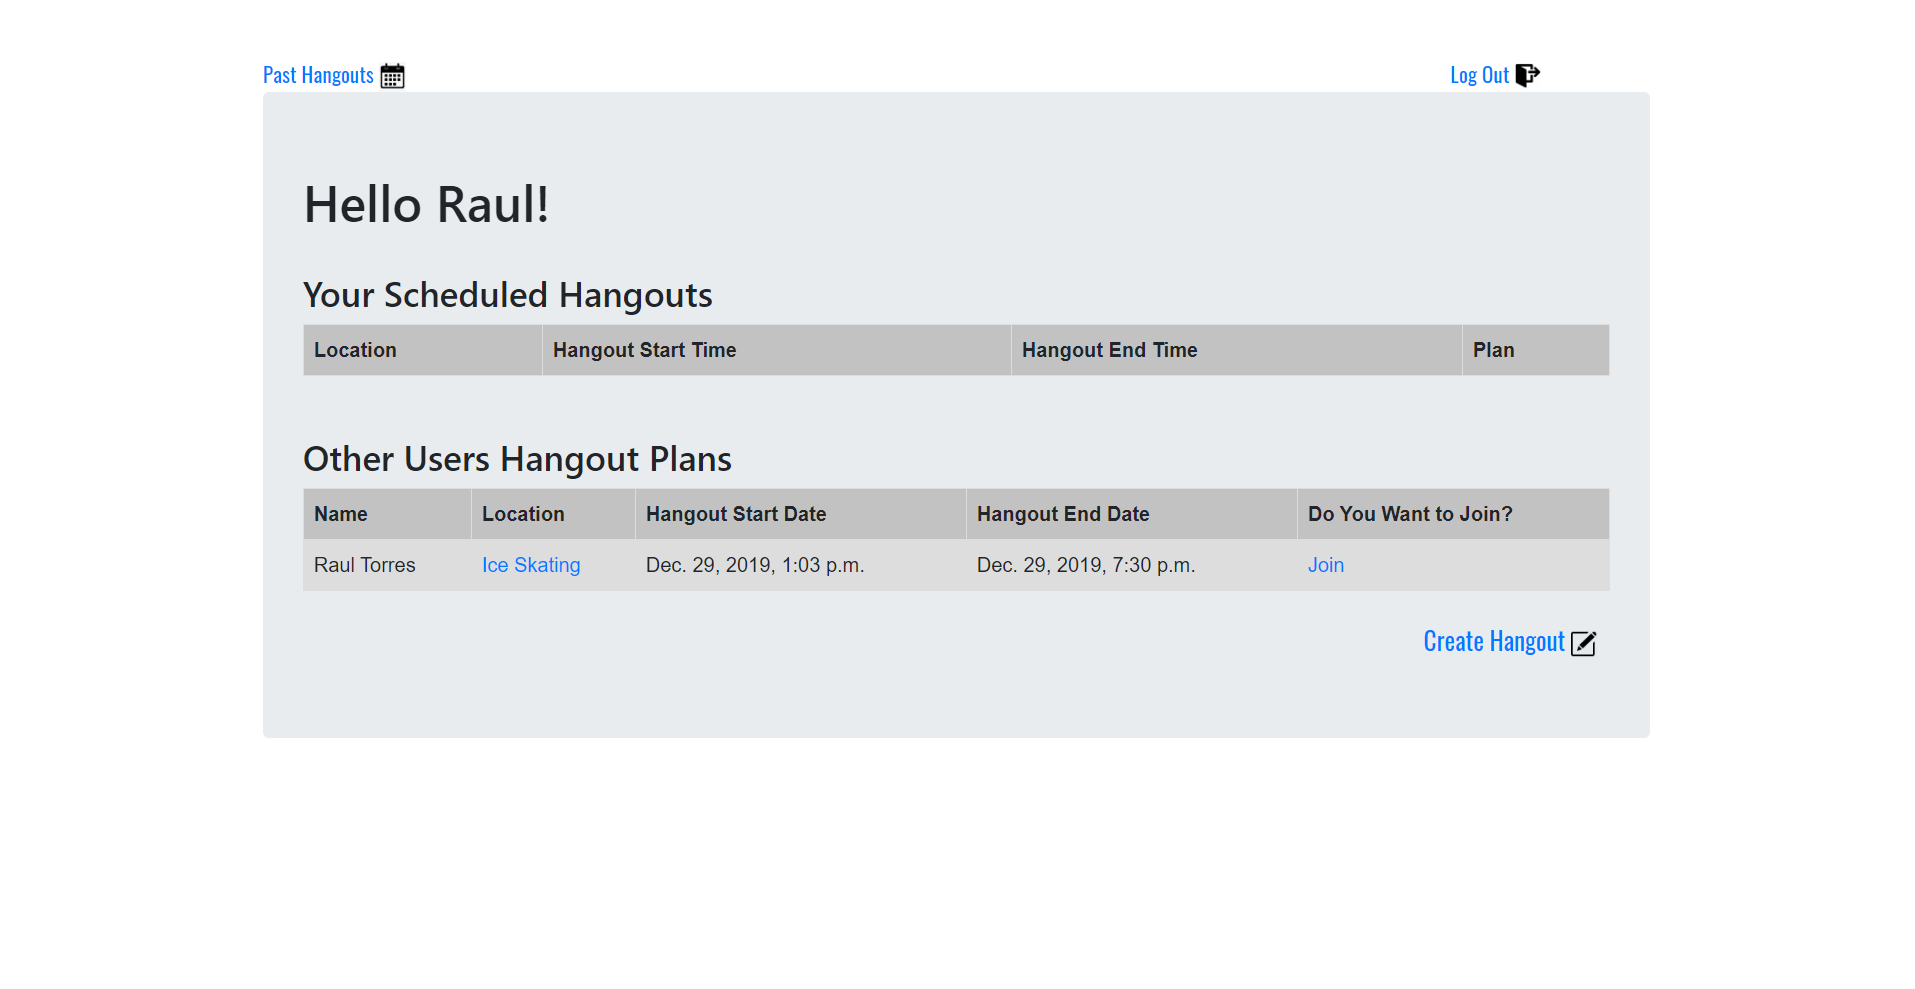 Past Hangouts Log Out
Hello Raul!
Your Scheduled Hangouts
Location Hangout Start Time Hangout End Time Plan
Other Users Hangout Plans
Name Location Hangout Start Date Hangout End Date Do You Want to Join?
Raul Torres Ice Skating Dec. 29, 2019, 1:03 p.m. Dec. 29, 2019, 7:30 p.m. Join
Create Hangout